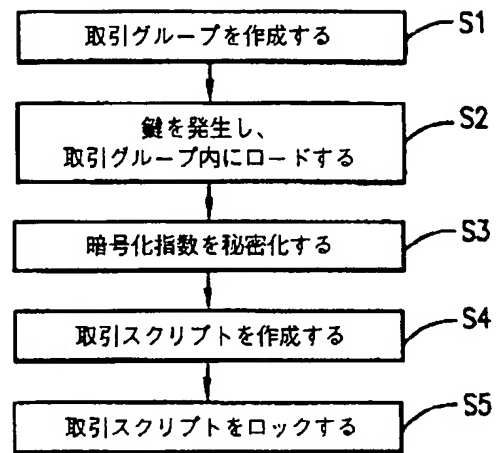 取引グループを作成する
S1
鍵を発生し、
取引グループ内にロードする
S2
暗号化指数を秘密化する
S3
取引スクリプトを作成する
S4
取引スクリプトをロックする
S5